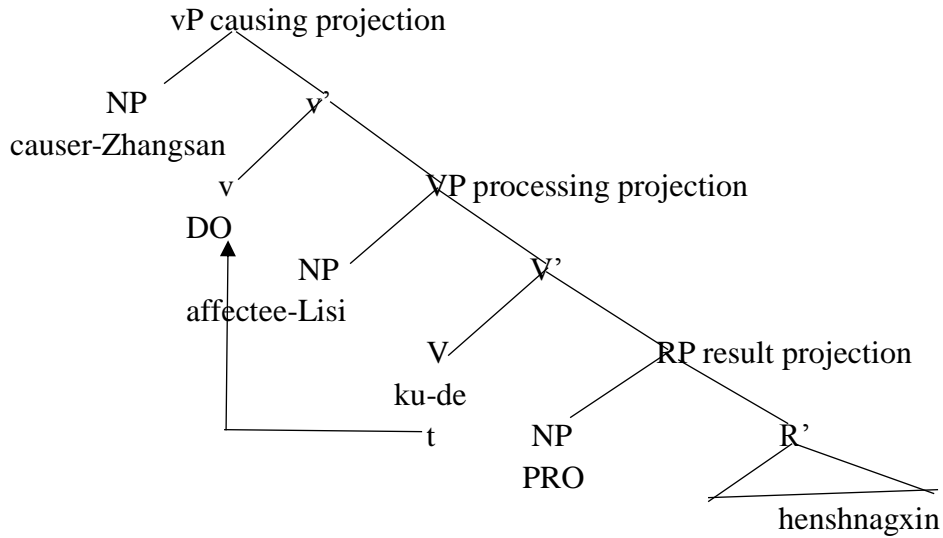 vP causing projection
NP v’
causer-Zhangsan
v VP processing projection
DO
NP V’
affectee-Lisi
V RP result projection
ku-de
t NP R’
PRO
henshnagxin